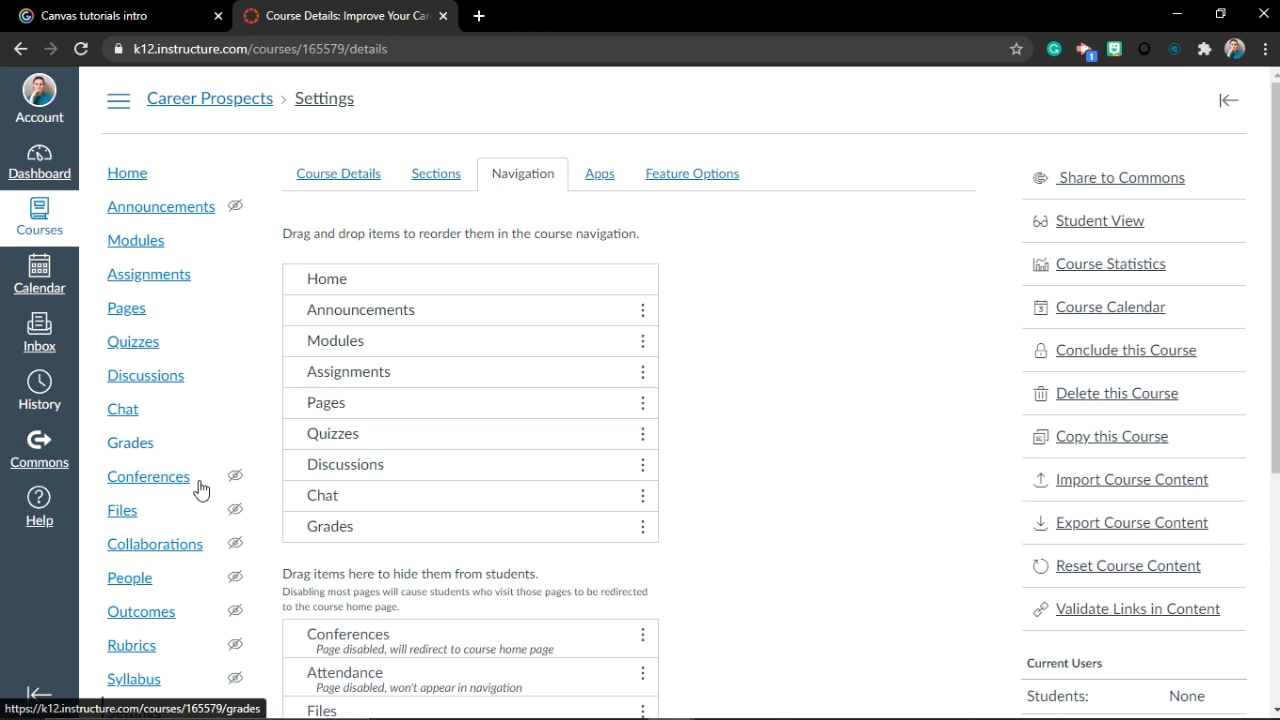 Canvas tutorials intro
Course Details: Improve Your Car
k12.instructure.com/courses/165579/details
1
Account
Dashboard
Courses
Calendar
Inbox
History
Commons
Help
Career Prospects > Settings
Home
Announcements
Modules
Assignments
Pages
Quizzes
Discussions
Chat
Grades
Conferences
Files
Collaborations
People
Outcomes
Rubrics
Syllabus
Course Details Sections Navigation Apps Feature Options
Drag and drop items to reorder them in the course navigation.
Home
Announcements
Modules
Assignments
Pages
Quizzes
Discussions
Chat
Grades
Drag items here to hide them from students.
Disabling most pages will cause students who visit those pages to be redirected
to the course home page.
Conferences
Page disabled, will redirect to course home page
Attendance
Page disabled, won't appear in navigation
Files
Share to Commons
Student View
Course Statistics
Course Calendar
Conclude this Course
Delete this Course
Copy this Course
Import Course Content
Export Course Content
Reset Course Content
Validate Links in Content
Current Users
Students: None
https://k12.instructure.com/courses/165579/grades